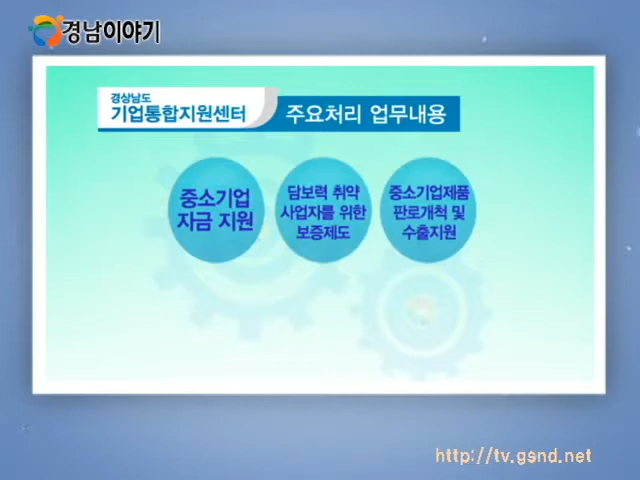 경남이야기
경상남도
기업통합지원센터
주요처리 업무내용
중소기업
자금 지원
담보력 취약
사업자를 위한
보증제도
중소기업제품
판로개척 및
수출지원
http://tv.gsnd.net